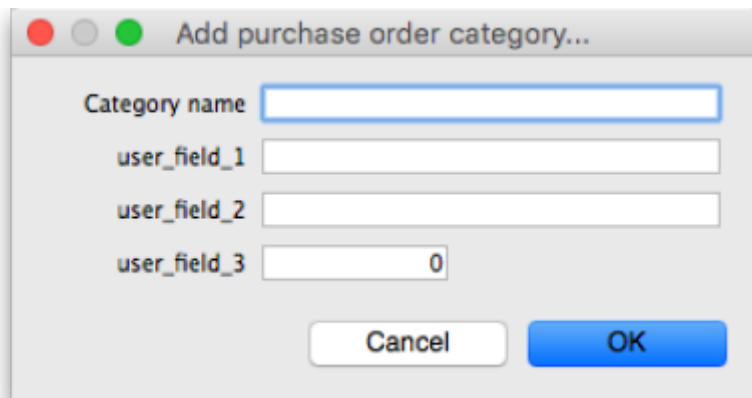 Add purchase order category...
Category name
user_field_1
user_field_2
user_field_3 0
Cancel OK